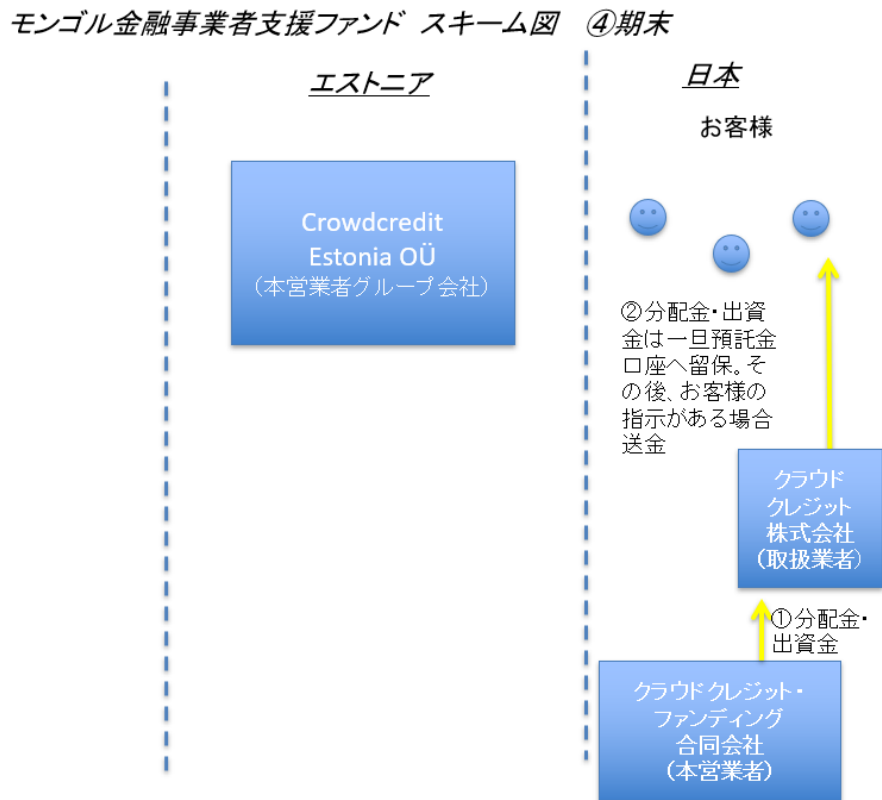 モンゴル金融事業者支援ファンド スキーム図 ④期末
エストニア
日本
お客様
Crowdcredit
Estonia OÜ
（本営業者グループ会社）
②分配金・出資
金は一旦預託金
口座へ留保。そ
の後、お客様の
指示がある場合
送金
クラウド
クレジット
株式会社
（取扱業者）
①分配金・
出資金
クラウドクレジット・
ファンディング
合同会社
（本営業者）